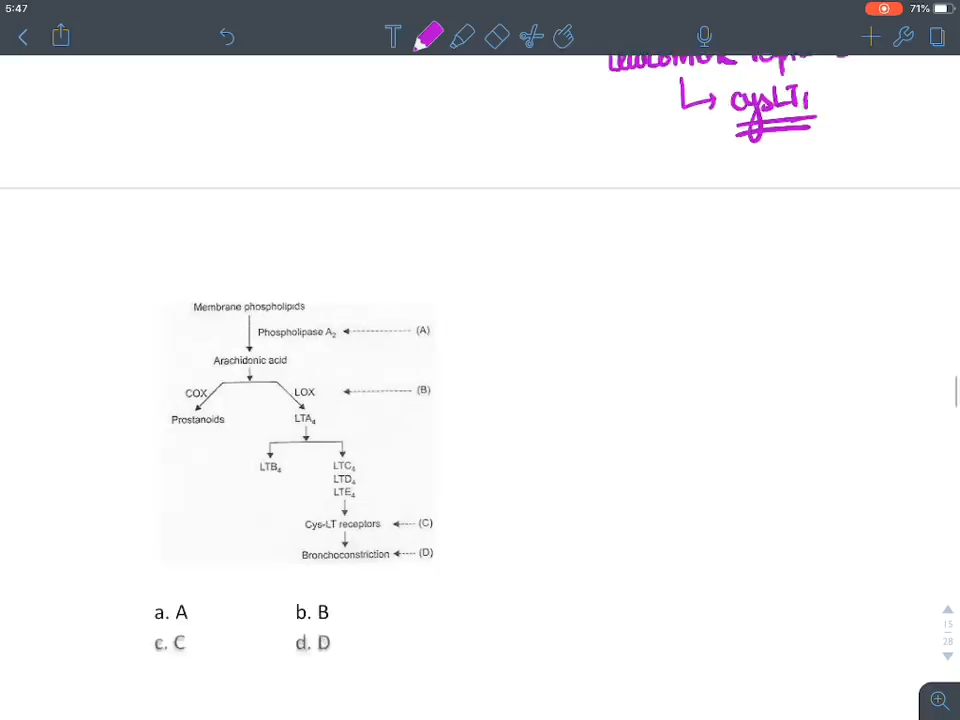 5:47
71%
T
cysLT1
Membrane phospholipids
Phospholipase A2
(A)
Arachidonic acid
COX
LOX
(B)
Prostanoids
LTA4
LTB4
LTC4
LTD4
LTE4
Cys-LT receptors
(C)
Bronchoconstriction
(D)
a. A
b. B
c. C
d. D
15
28